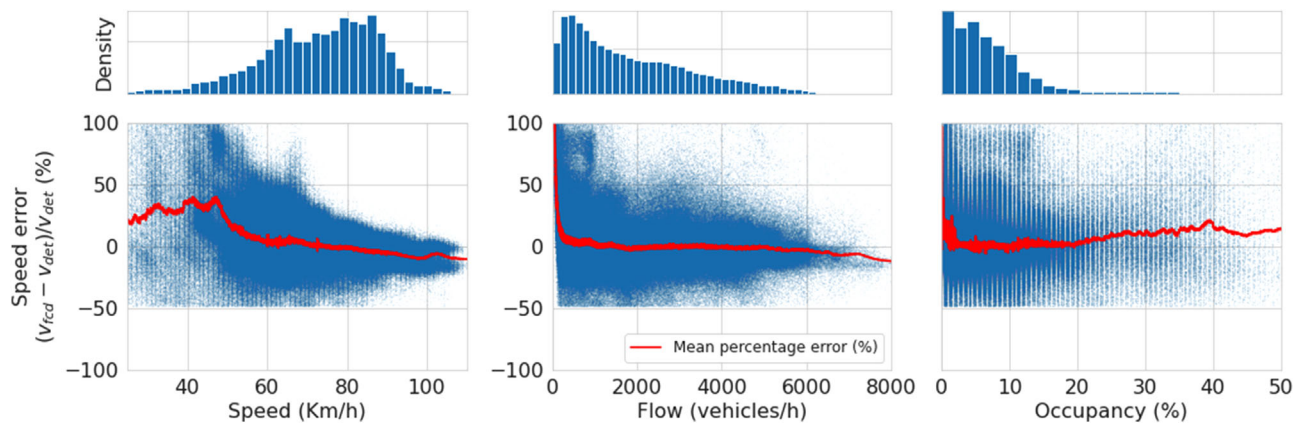 Density
Speed error
(v_fcd − v_det)/v_det (%)
100
50
0
−50
−100
40 60 80 100
Speed (Km/h)
100
50
0
−50
−100
0 2000 4000 6000 8000
Flow (vehicles/h)
Mean percentage error (%)
0 10 20 30 40 50
Occupancy (%)